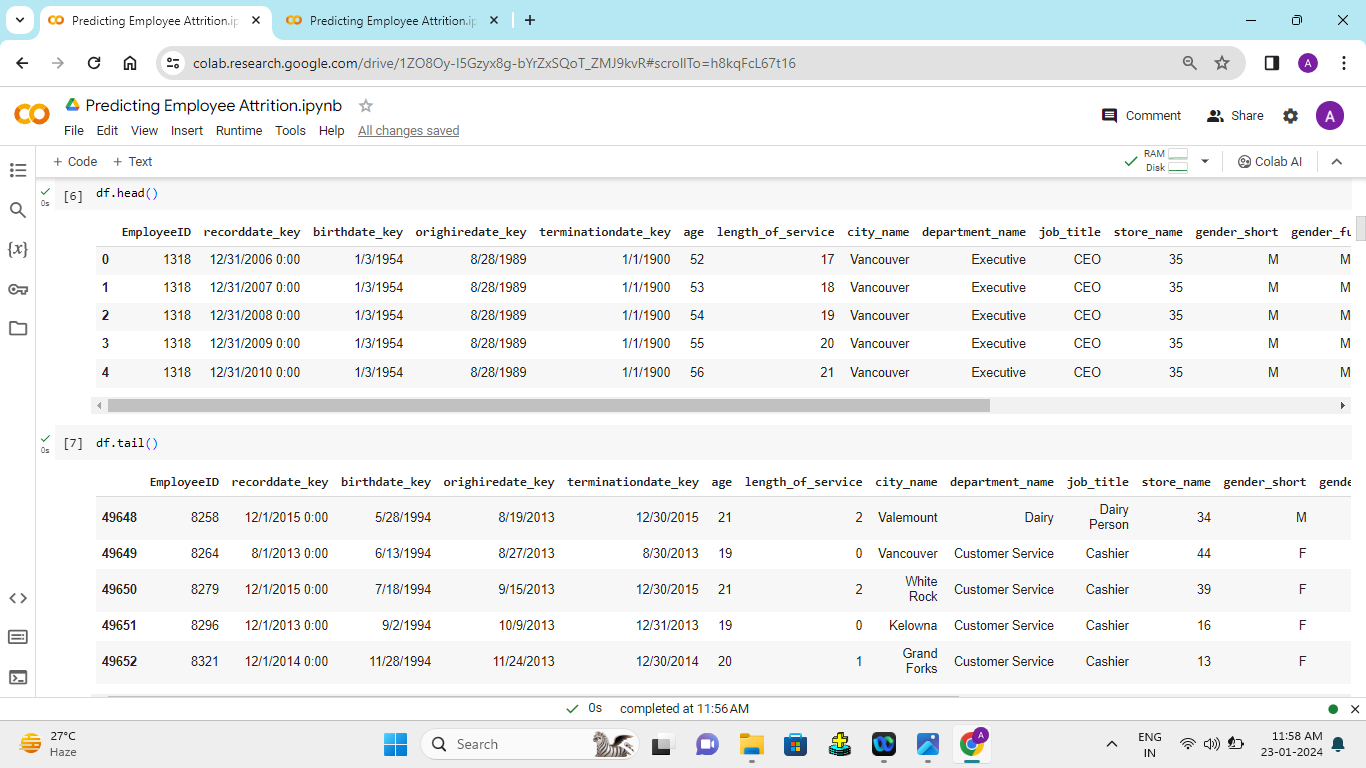 Predicting Employee Attrition.ip
Predicting Employee Attrition.ip
colab.research.google.com/drive/1ZO8Oy-I5Gzyx8g-bYrZxSQoT_ZMJ9kvR#scrollTo=h8kqFcL67t16
A
Predicting Employee Attrition.ipynb
Comment Share A
File Edit View Insert Runtime Tools Help All changes saved
+ Code + Text RAM Disk Colab AI
0s [6] df.head()
EmployeeID recorddate_key birthdate_key orighiredate_key terminationdate_key age length_of_service city_name department_name job_title store_name gender_short gender_fu
0 1318 12/31/2006 0:00 1/3/1954 8/28/1989 1/1/1900 52 17 Vancouver Executive CEO 35 M M
1 1318 12/31/2007 0:00 1/3/1954 8/28/1989 1/1/1900 53 18 Vancouver Executive CEO 35 M M
{x}
2 1318 12/31/2008 0:00 1/3/1954 8/28/1989 1/1/1900 54 19 Vancouver Executive CEO 35 M M
3 1318 12/31/2009 0:00 1/3/1954 8/28/1989 1/1/1900 55 20 Vancouver Executive CEO 35 M M
4 1318 12/31/2010 0:00 1/3/1954 8/28/1989 1/1/1900 56 21 Vancouver Executive CEO 35 M M
0s [7] df.tail()
EmployeeID recorddate_key birthdate_key orighiredate_key terminationdate_key age length_of_service city_name department_name job_title store_name gender_short gende
49648 8258 12/1/2015 0:00 5/28/1994 8/19/2013 12/30/2015 21 2 Valemount Dairy Dairy Person 34 M
49649 8264 8/1/2013 0:00 6/13/1994 8/27/2013 8/30/2013 19 0 Vancouver Customer Service Cashier 44 F
49650 8279 12/1/2015 0:00 7/18/1994 9/15/2013 12/30/2015 21 2 White Rock Customer Service Cashier 39 F
49651 8296 12/1/2013 0:00 9/2/1994 10/9/2013 12/31/2013 19 0 Kelowna Customer Service Cashier 16 F
49652 8321 12/1/2014 0:00 11/28/1994 11/24/2013 12/30/2014 20 1 Grand Forks Customer Service Cashier 13 F
0s completed at 11:56 AM
27°C
Haze
Search
A
ENG
IN
11:58 AM
23-01-2024